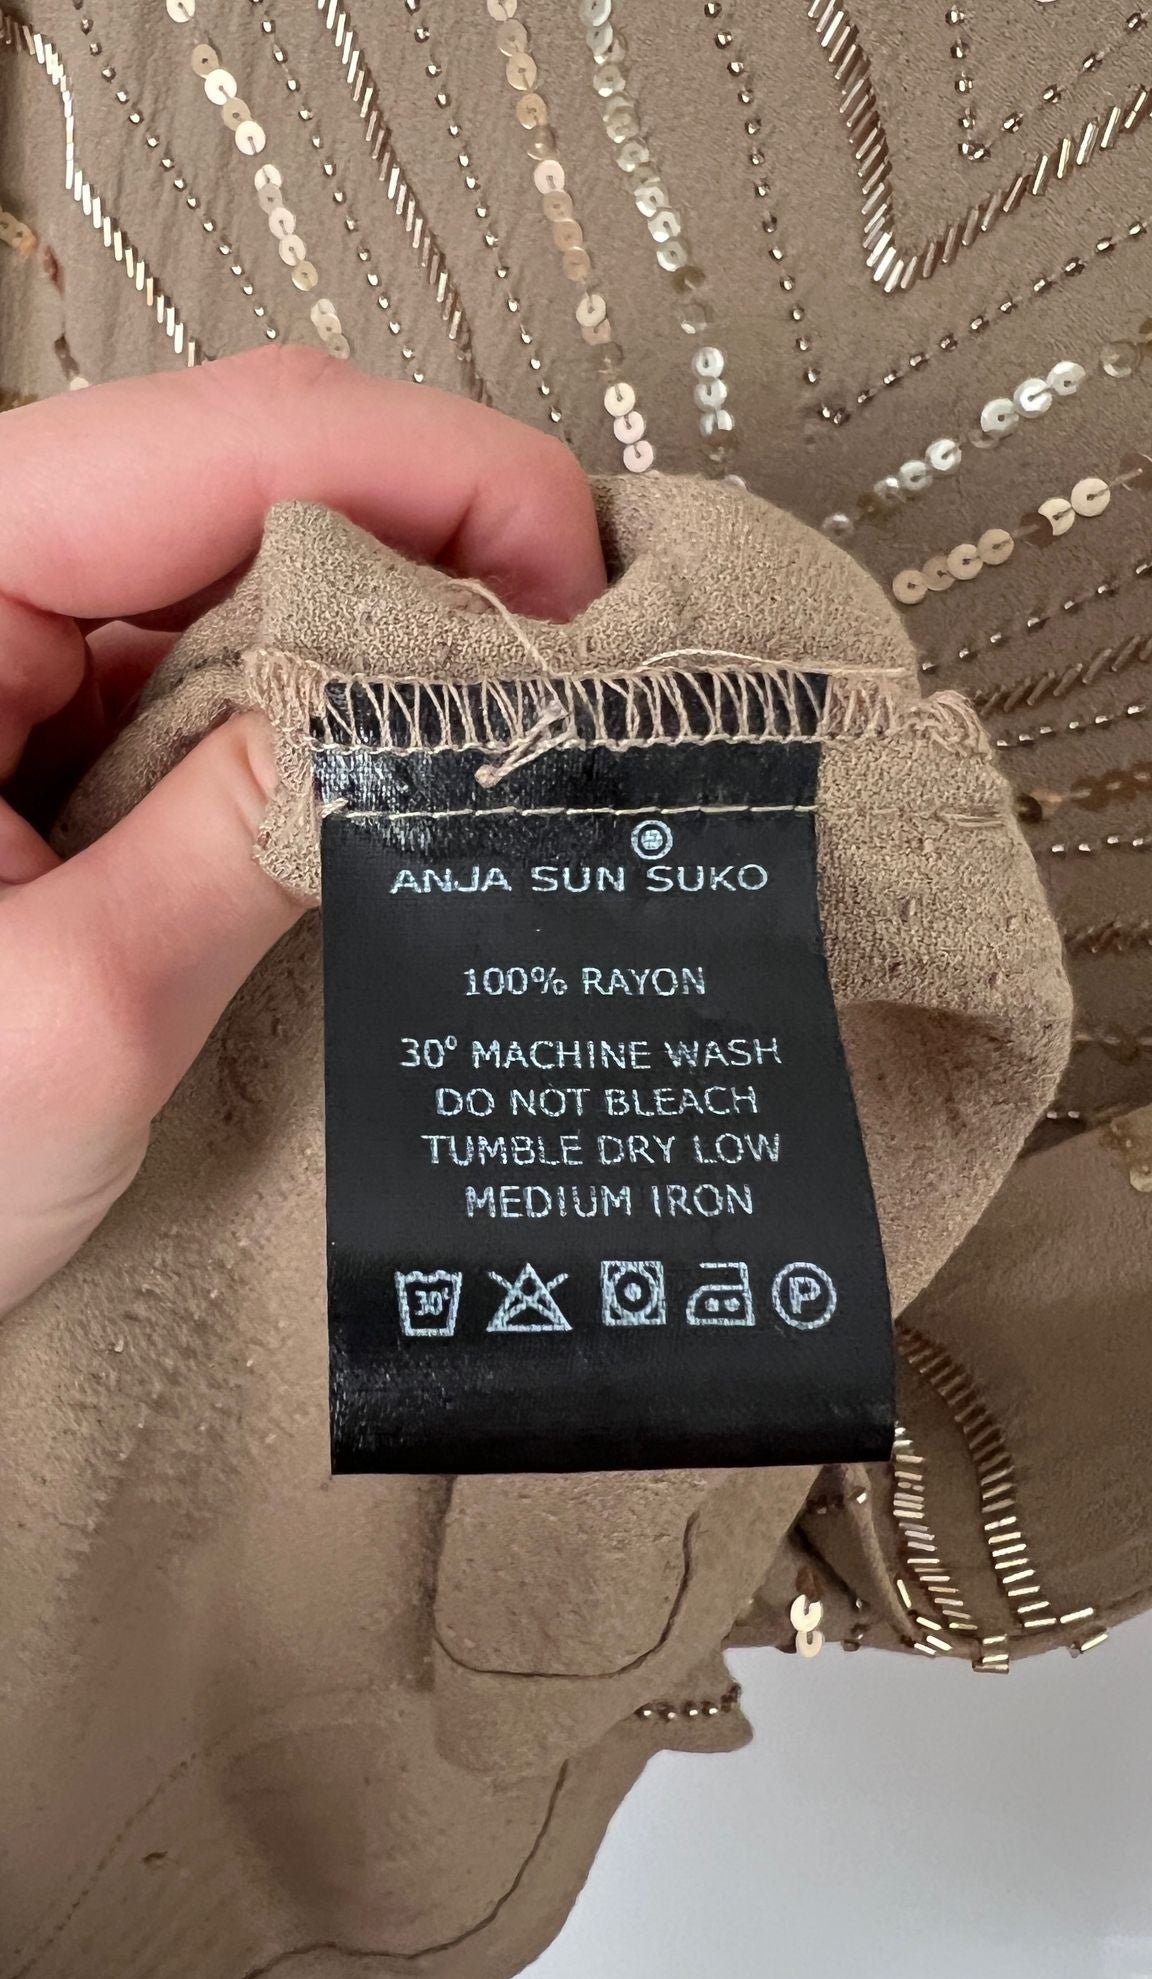 ANJA SUN SUKO
100% RAYON
30° MACHINE WASH
DO NOT BLEACH
TUMBLE DRY LOW
MEDIUM IRON
30° P